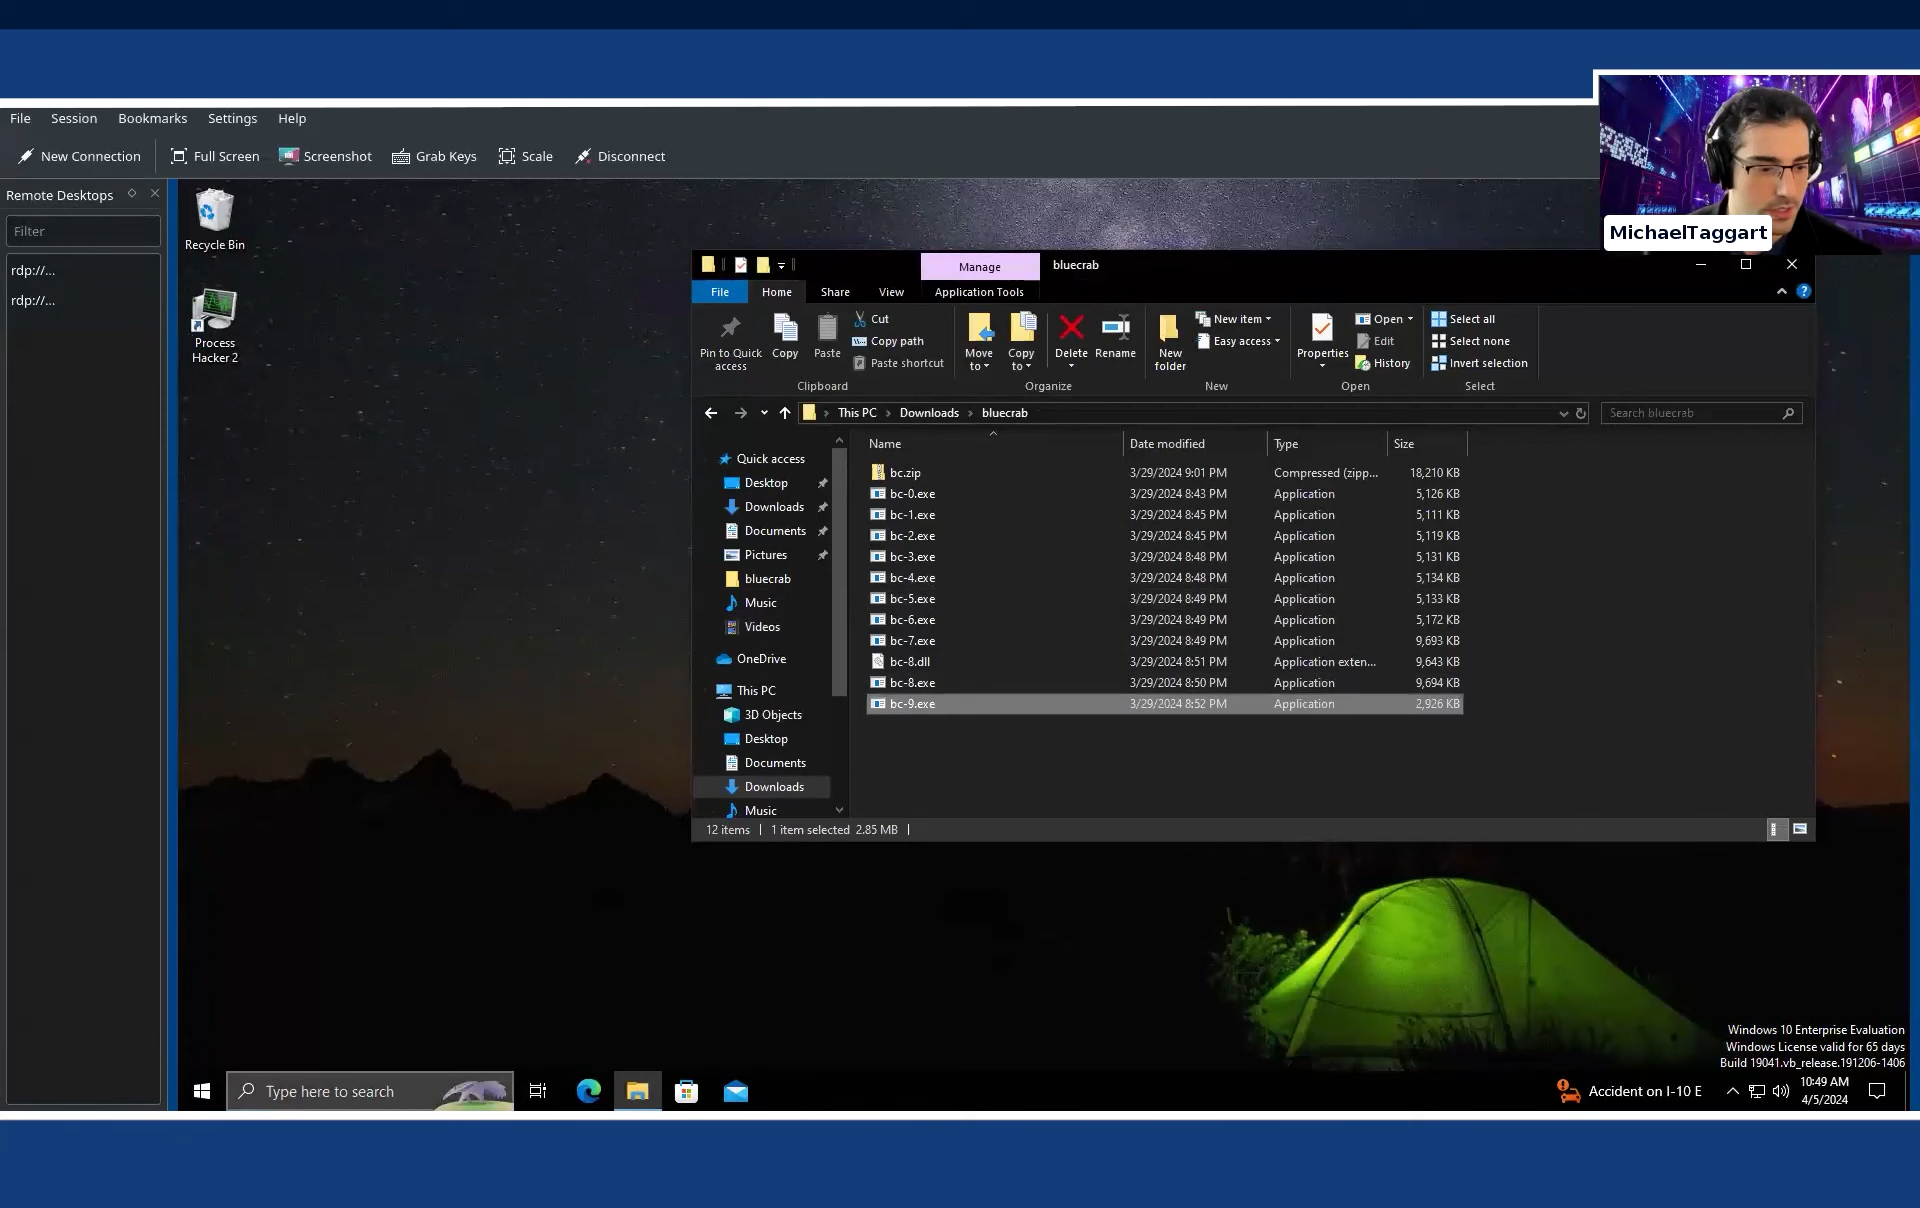 File Session Bookmarks Settings Help
New Connection Full Screen Screenshot Grab Keys Scale Disconnect
Remote Desktops
Filter
rdp://...
rdp://...
Recycle Bin
Process
Hacker 2
MichaelTaggart
Manage bluecrab
File Home Share View Application Tools
Pin to Quick
access
Copy
Paste
Cut
Copy path
Paste shortcut
Clipboard
Move
to
Copy
to
Delete
Rename
Organize
New
folder
New item
Easy access
New
Properties
Open
Edit
History
Open
Select all
Select none
Invert selection
Select
This PC Downloads bluecrab
Search bluecrab
Quick access
Desktop
Downloads
Documents
Pictures
bluecrab
Music
Videos
OneDrive
This PC
3D Objects
Desktop
Documents
Downloads
Music
Name Date modified Type Size
bc.zip 3/29/2024 9:01 PM Compressed (zipp... 18,210 KB
bc-0.exe 3/29/2024 8:43 PM Application 5,126 KB
bc-1.exe 3/29/2024 8:45 PM Application 5,111 KB
bc-2.exe 3/29/2024 8:45 PM Application 5,119 KB
bc-3.exe 3/29/2024 8:48 PM Application 5,131 KB
bc-4.exe 3/29/2024 8:48 PM Application 5,134 KB
bc-5.exe 3/29/2024 8:49 PM Application 5,133 KB
bc-6.exe 3/29/2024 8:49 PM Application 5,172 KB
bc-7.exe 3/29/2024 8:49 PM Application 9,693 KB
bc-8.dll 3/29/2024 8:51 PM Application exten... 9,643 KB
bc-8.exe 3/29/2024 8:50 PM Application 9,694 KB
bc-9.exe 3/29/2024 8:52 PM Application 2,926 KB
12 items 1 item selected 2.85 MB
Windows 10 Enterprise Evaluation
Windows License valid for 65 days
Build 19041.vb_release.191206-1406
Type here to search
Accident on I-10 E
10:49 AM
4/5/2024